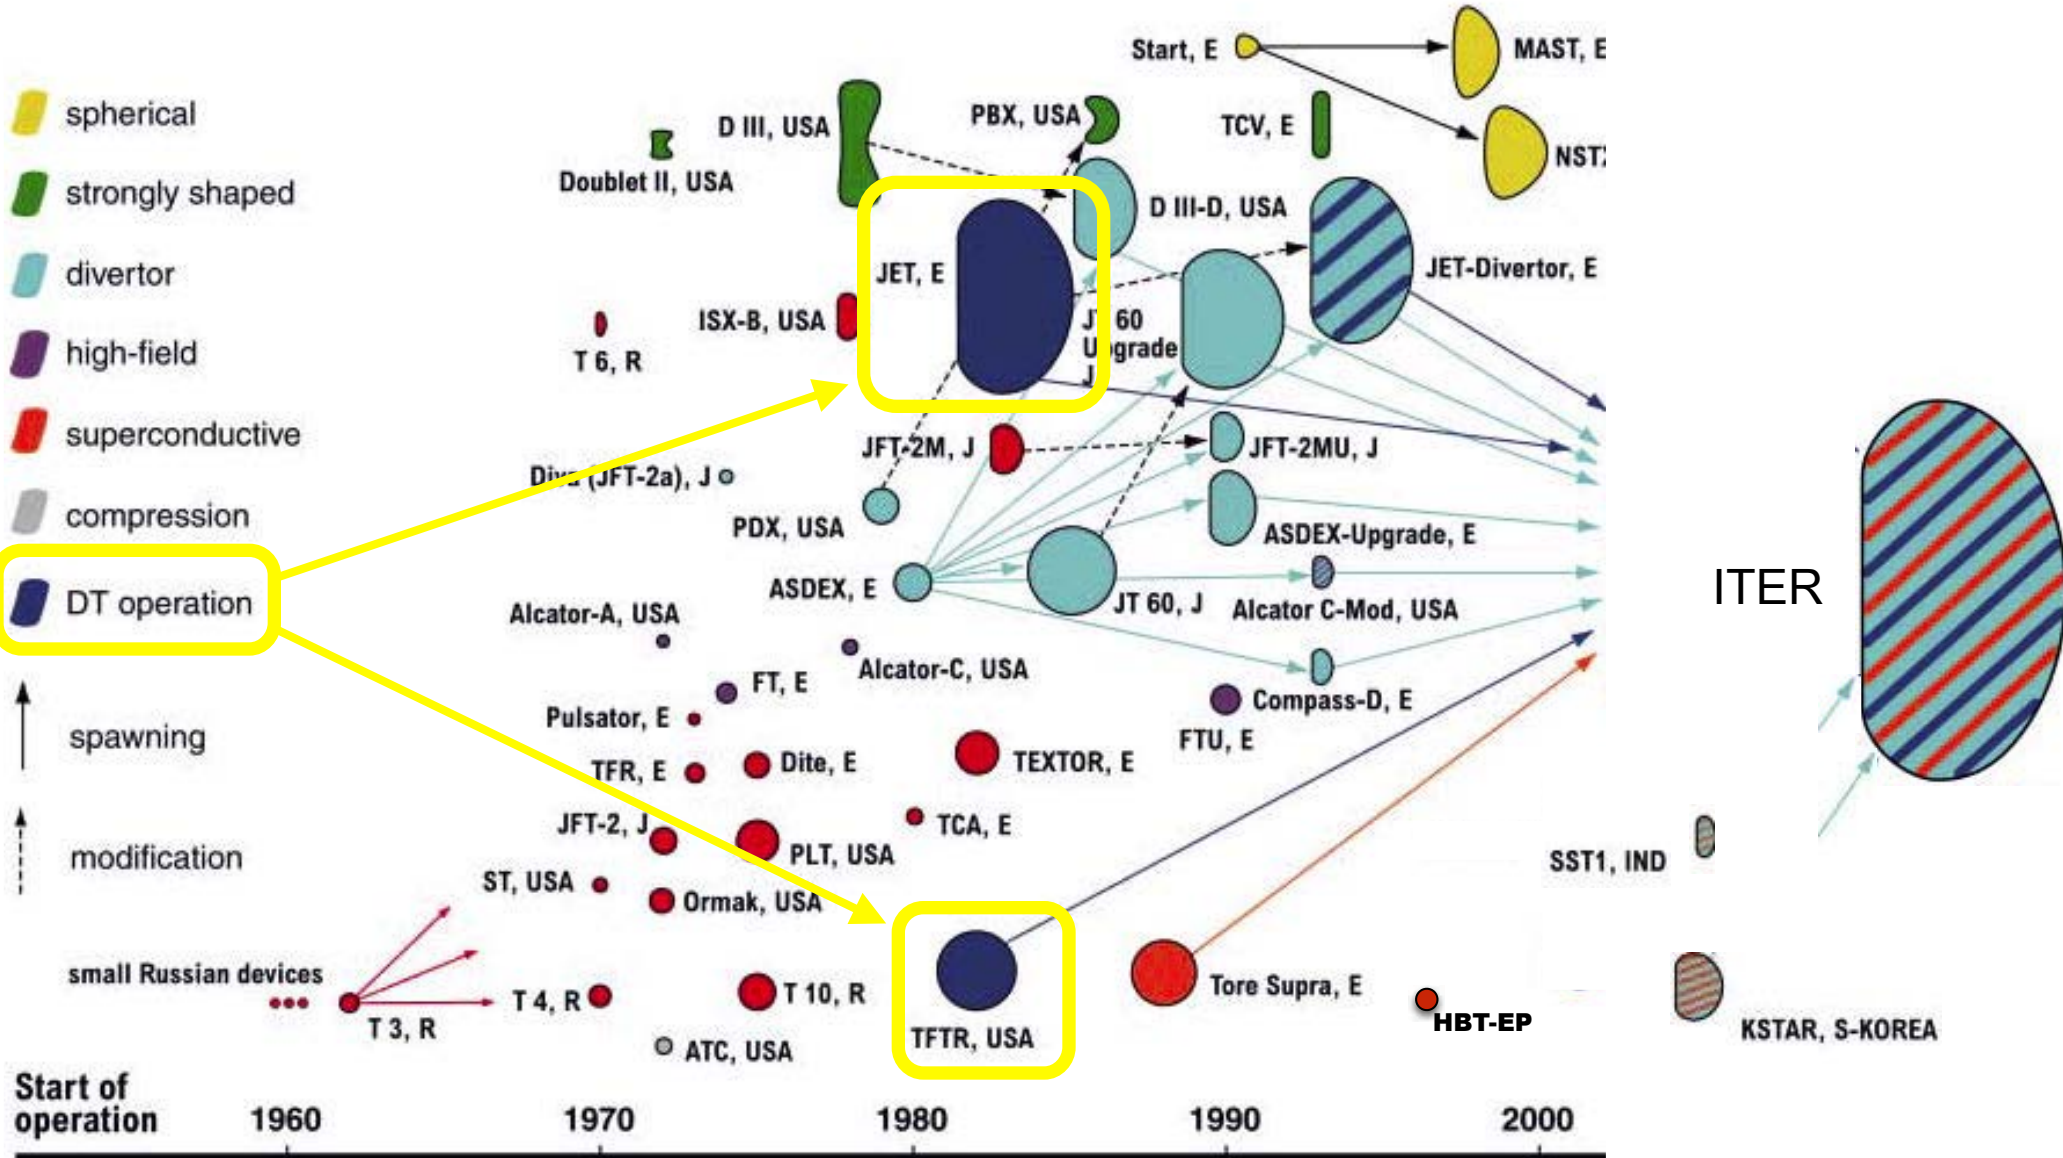 Start, E
MAST, E
spherical
strongly shaped
divertor
high-field
superconductive
compression
DT operation
spawning
modification
D III, USA
PBX, USA
TCV, E
Doublet II, USA
D III-D, USA
JET, E
JET-Divertor, E
ISX-B, USA
T 6, R
JT 60
Upgrade
J
JFT-2M, J
JFT-2MU, J
Diva (JFT-2a), J
PDX, USA
ASDEX-Upgrade, E
ASDEX, E
JT 60, J
Alcator C-Mod, USA
ITER
Alcator-A, USA
Alcator-C, USA
FT, E
Compass-D, E
Pulsator, E
FTU, E
TFR, E
Dite, E
TEXTOR, E
JFT-2, J
PLT, USA
TCA, E
SST1, IND
ST, USA
Ormak, USA
small Russian devices
T 3, R
T 4, R
T 10, R
TFTR, USA
Tore Supra, E
HBT-EP
KSTAR, S-KOREA
ATC, USA
Start of
operation
1960
1970
1980
1990
2000